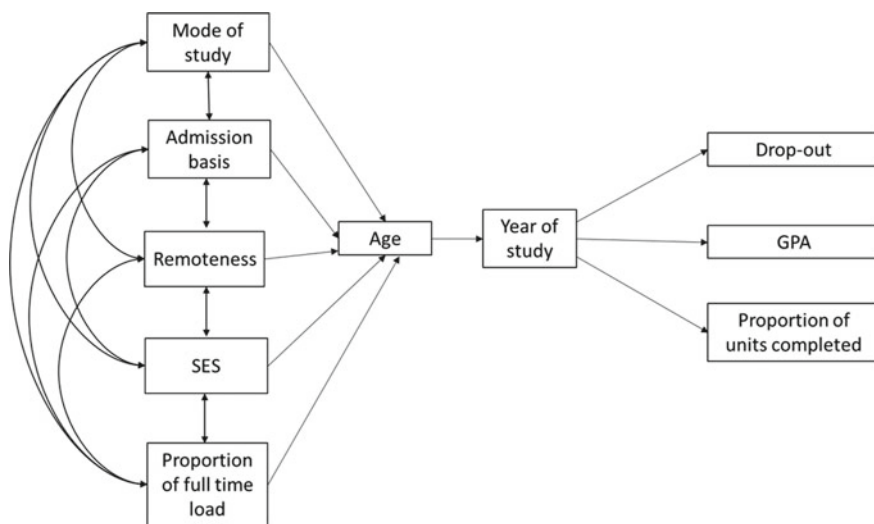 Mode of
study
Admission
basis
Remoteness
SES
Proportion
of full time
load
Age
Year of
study
Drop-out
GPA
Proportion of
units completed